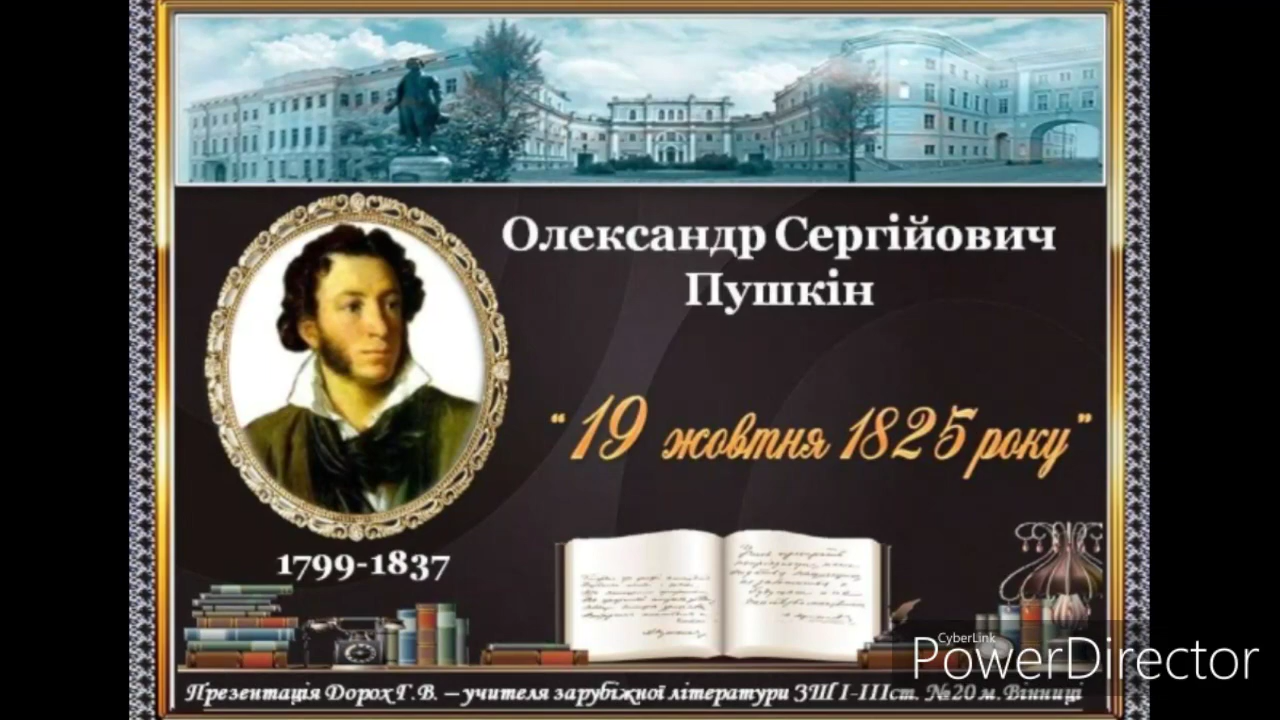 Олександр Сергійович
Пушкін
“19 жовтня 1825 року”
1799-1837
CyberLink
PowerDirector
Презентація Дорох Г. В. – учителя зарубіжної літератури ЗШ І-ІІІст. №20 м. Вінниці